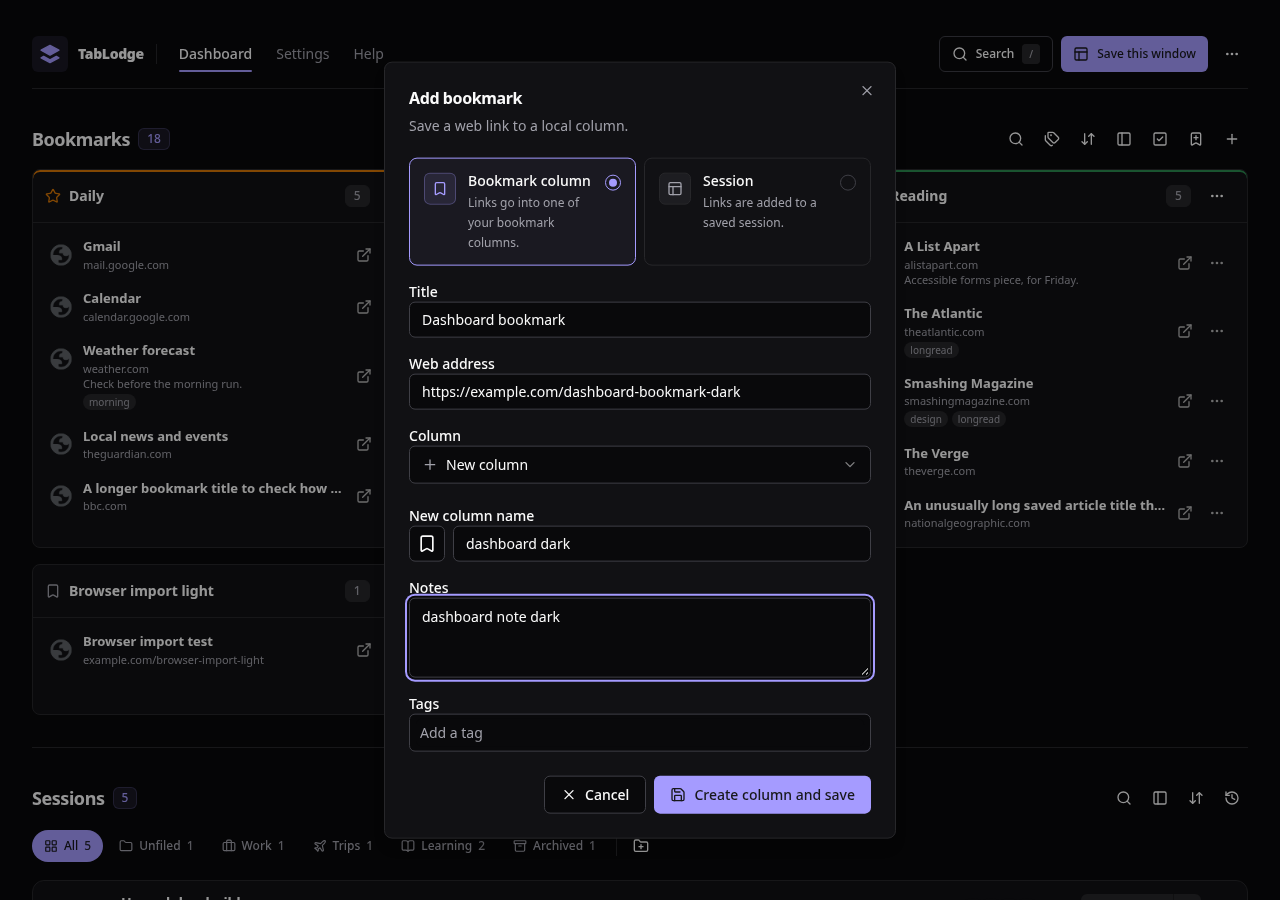 TabLodge
Dashboard
Settings
Help
Search /
Save this window
Bookmarks 18
Daily 5
Gmail
mail.google.com
Calendar
calendar.google.com
Weather forecast
weather.com
Check before the morning run.
morning
Local news and events
theguardian.com
A longer bookmark title to check how ...
bbc.com
Browser import light 1
Browser import test
example.com/browser-import-light
Add bookmark
Save a web link to a local column.
Bookmark column
Links go into one of
your bookmark
columns.
Session
Links are added to a
saved session.
Title
Dashboard bookmark
Web address
https://example.com/dashboard-bookmark-dark
Column
New column
New column name
dashboard dark
Notes
dashboard note dark
Tags
Add a tag
Cancel
Create column and save
Reading 5
A List Apart
alistapart.com
Accessible forms piece, for Friday.
The Atlantic
theatlantic.com
longread
Smashing Magazine
smashingmagazine.com
design longread
The Verge
theverge.com
An unusually long saved article title th...
nationalgeographic.com
Sessions 5
All 5
Unfiled 1
Work 1
Trips 1
Learning 2
Archived 1